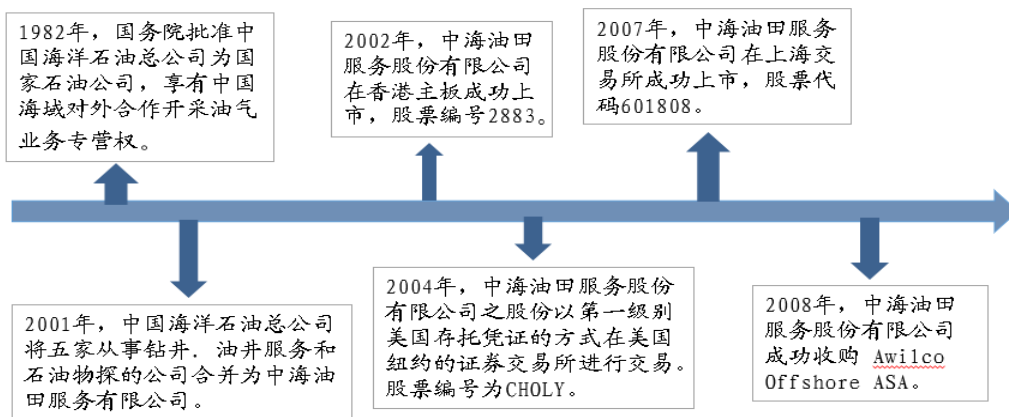 1982年，国务院批准中
国海洋石油总公司为国
家石油公司，享有中国
海域对外合作开采油气
业务专营权。
2002年，中海油田
服务股份有限公司
在香港主板成功上
市，股票编号2883。
2007年，中海油田服务
股份有限公司在上海交
易所成功上市，股票代
码601808。
2001年，中国海洋石油总公司
将五家从事钻井．油井服务和
石油物探的公司合并为中海油
田服务有限公司。
2004年，中海油田服务股份
有限公司之股份以第一级别
美国存托凭证的方式在美国
纽约的证券交易所进行交易。
股票编号为CHOLY。
2008年，中海油田
服务股份有限公司
成功收购 Awilco
Offshore ASA。